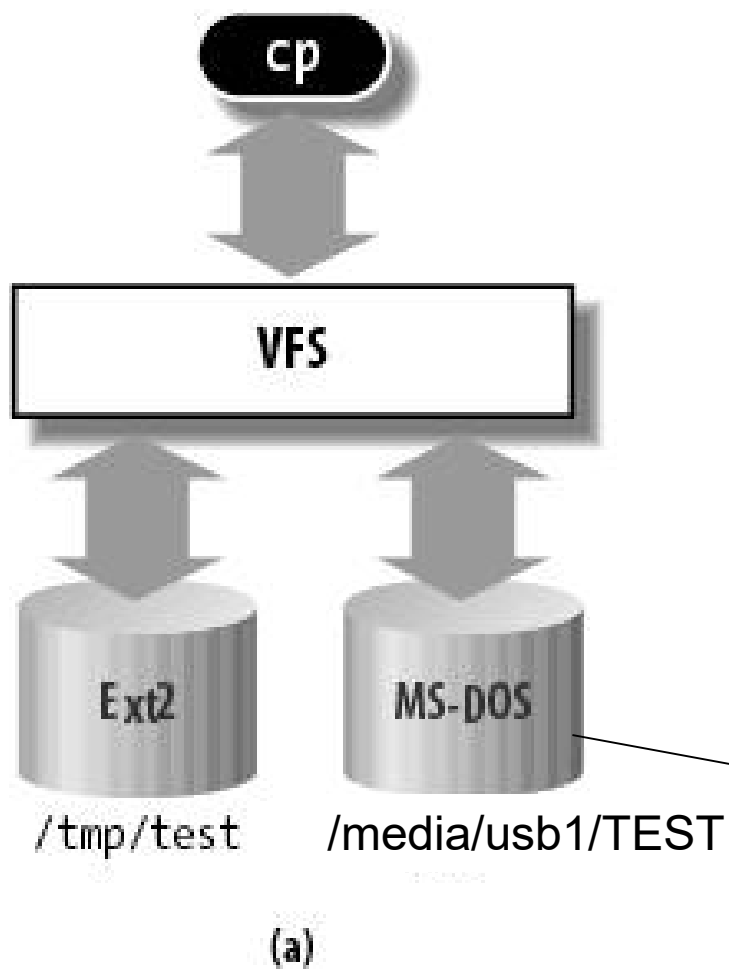 cp
VFS
Ext2
MS-DOS
/tmp/test
/media/usb1/TEST
(a)